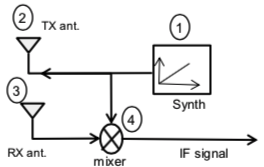 2
TX ant.
1
Synth
3
4
RX ant.
mixer
IF signal